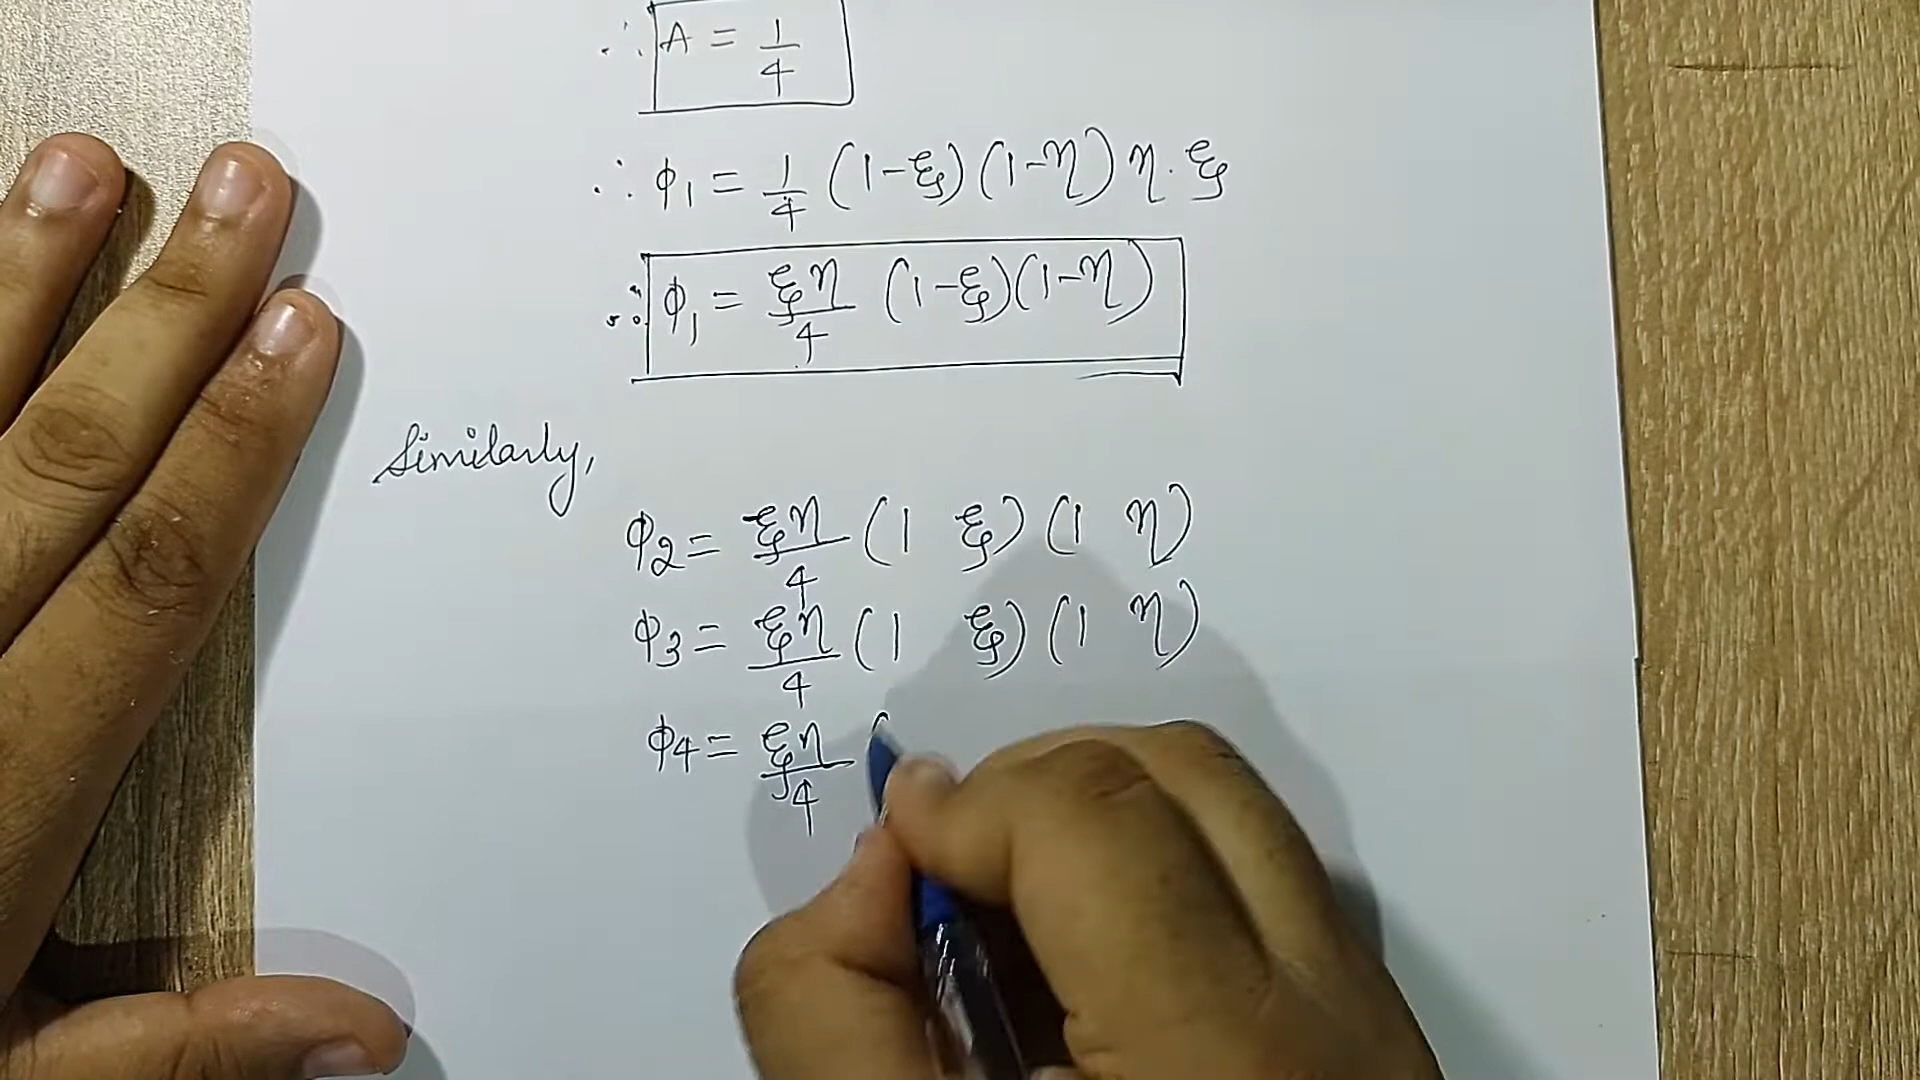 ∴ A = 1/4
∴ φ₁ = 1/4 (1-ξ)(1-η) η·ξ
∴ φ₁ = ξη/4 (1-ξ)(1-η)
Similarly,
φ₂ = ξη/4 (1 ξ)(1 η)
φ₃ = ξη/4 (1 ξ)(1 η)
φ₄ = ξη/4 (